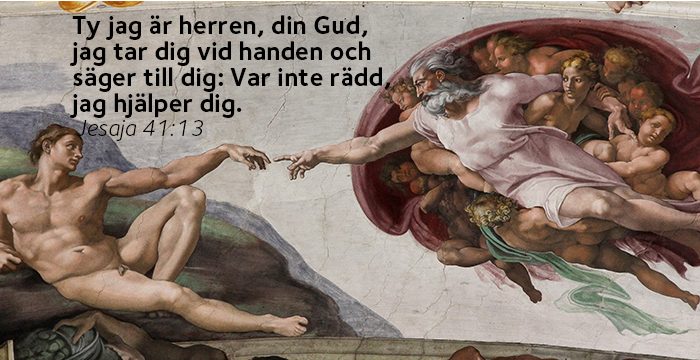 Ty jag är herren, din Gud,
jag tar dig vid handen och
säger till dig: Var inte rädd,
jag hjälper dig.
Jesaja 41:13